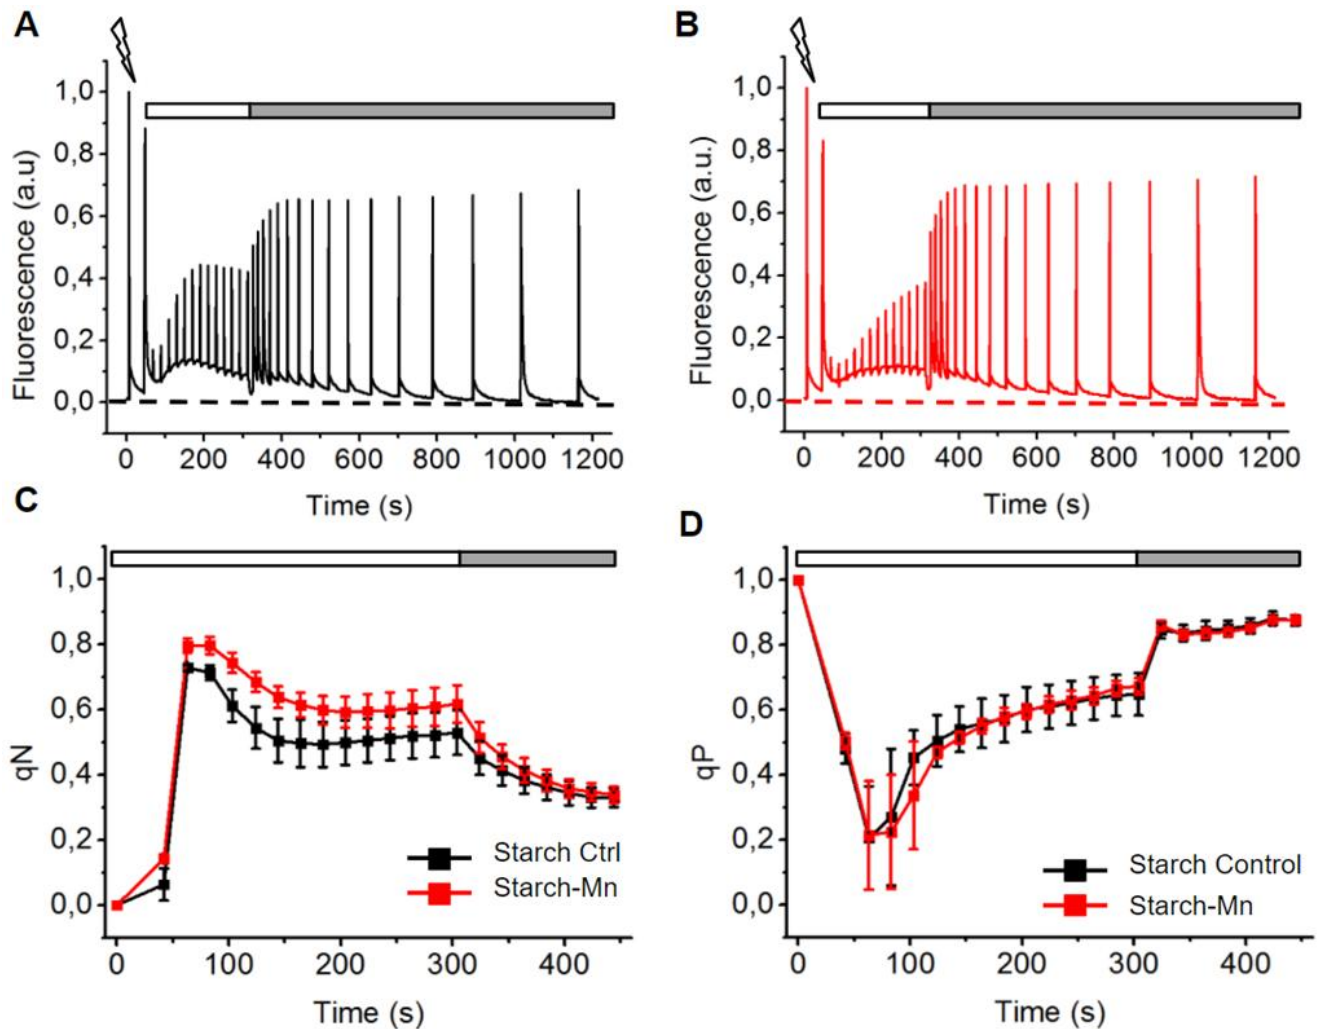 A
Fluorescence (a.u)
1,0
0,8
0,6
0,4
0,2
0,0
0 200 400 600 800 1000 1200
Time (s)
B
Fluorescence (a.u.)
1,0
0,8
0,6
0,4
0,2
0,0
0 200 400 600 800 1000 1200
Time (s)
C
qN
1,0
0,8
0,6
0,4
0,2
0,0
Starch Ctrl
Starch-Mn
0 100 200 300 400
Time (s)
D
qP
1,0
0,8
0,6
0,4
0,2
0,0
Starch Control
Starch-Mn
0 100 200 300 400
Time (s)